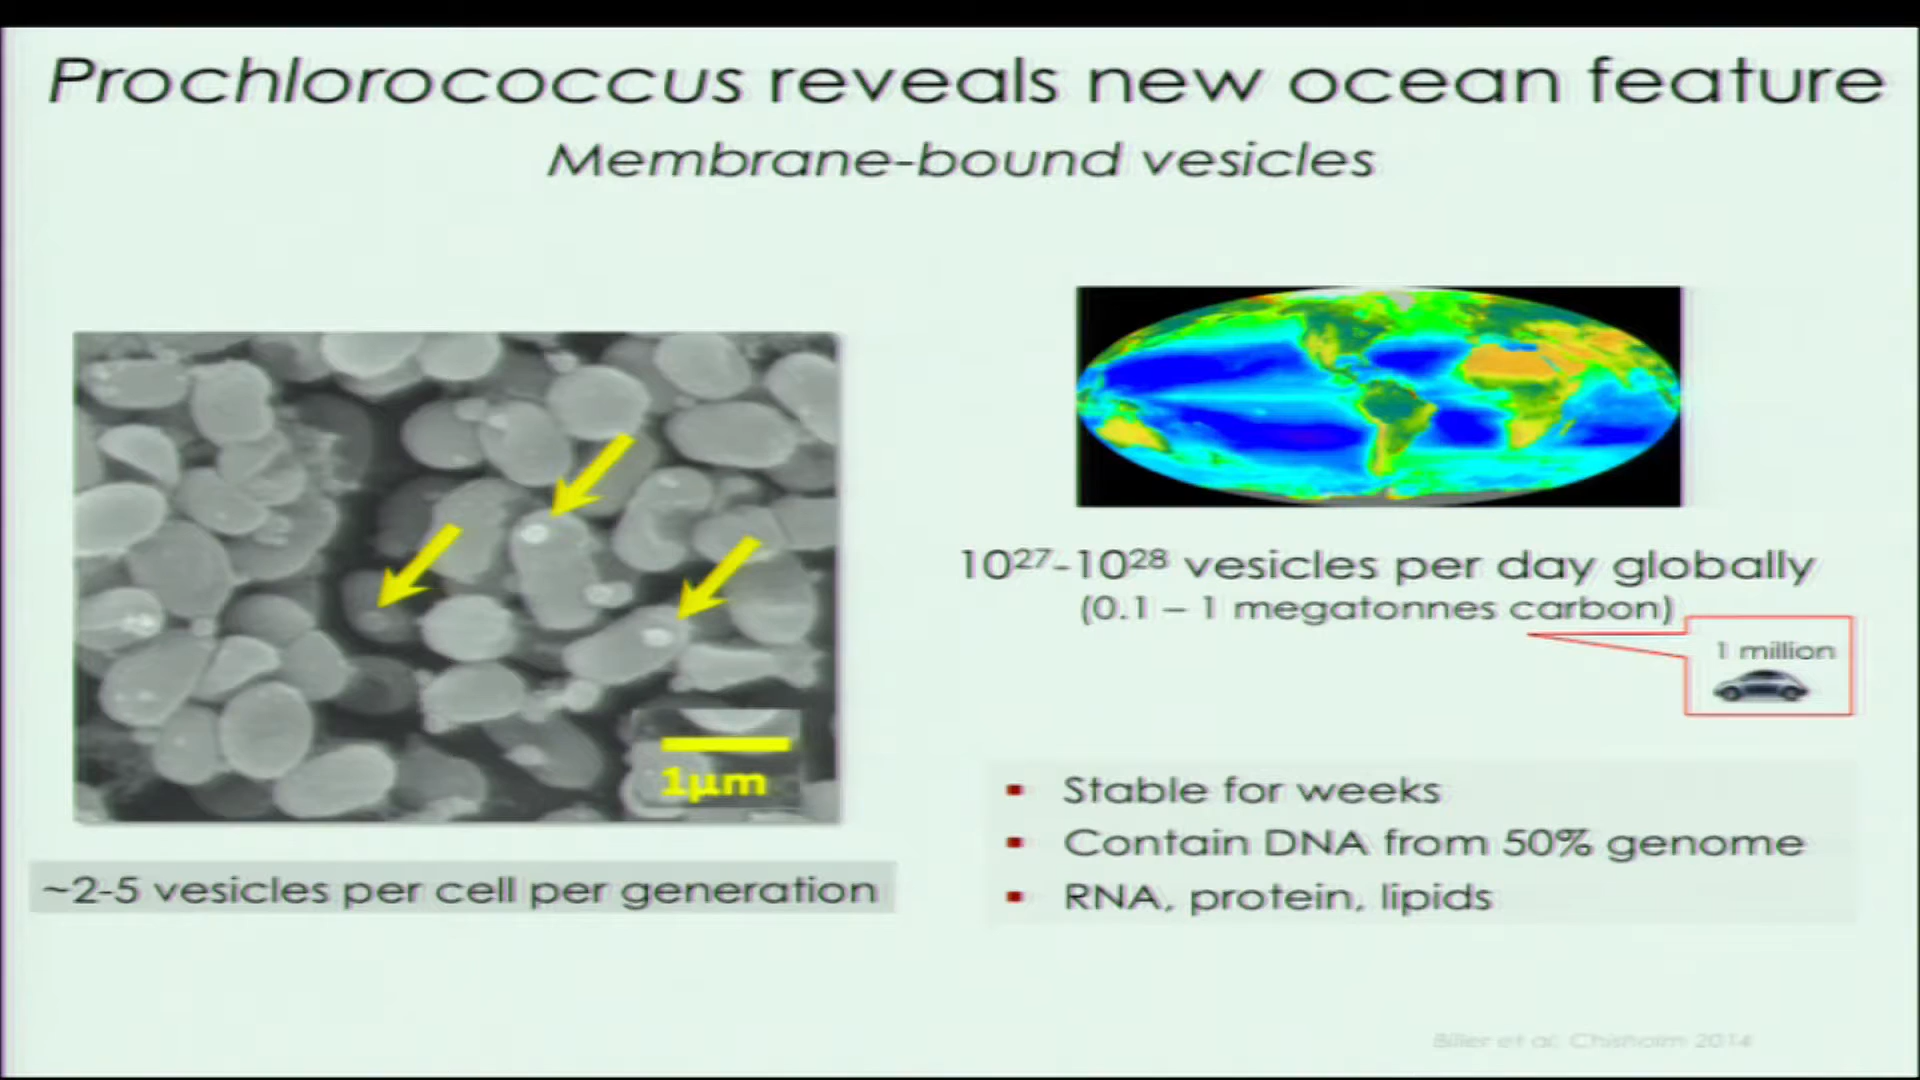 Prochlorococcus reveals new ocean feature
Membrane-bound vesicles
1µm
~2-5 vesicles per cell per generation
10²⁷-10²⁸ vesicles per day globally
(0.1 – 1 megatonnes carbon)
1 million
▪ Stable for weeks
▪ Contain DNA from 50% genome
▪ RNA, protein, lipids
Biller et al. Chisholm 2014